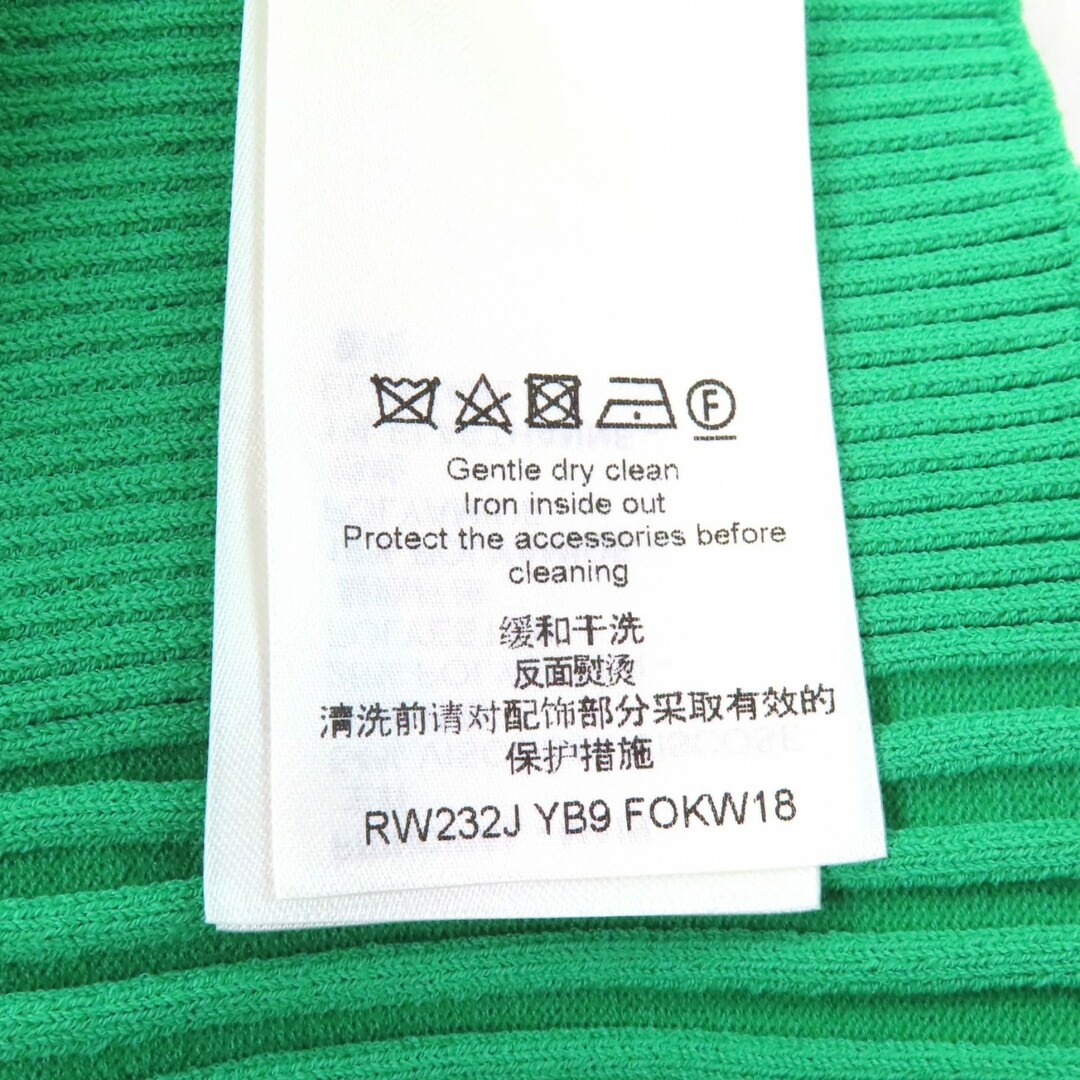 F
Gentle dry clean
Iron inside out
Protect the accessories before
cleaning
缓和干洗
反面熨烫
清洗前请对配饰部分采取有效的
保护措施
RW232J YB9 FOKW18